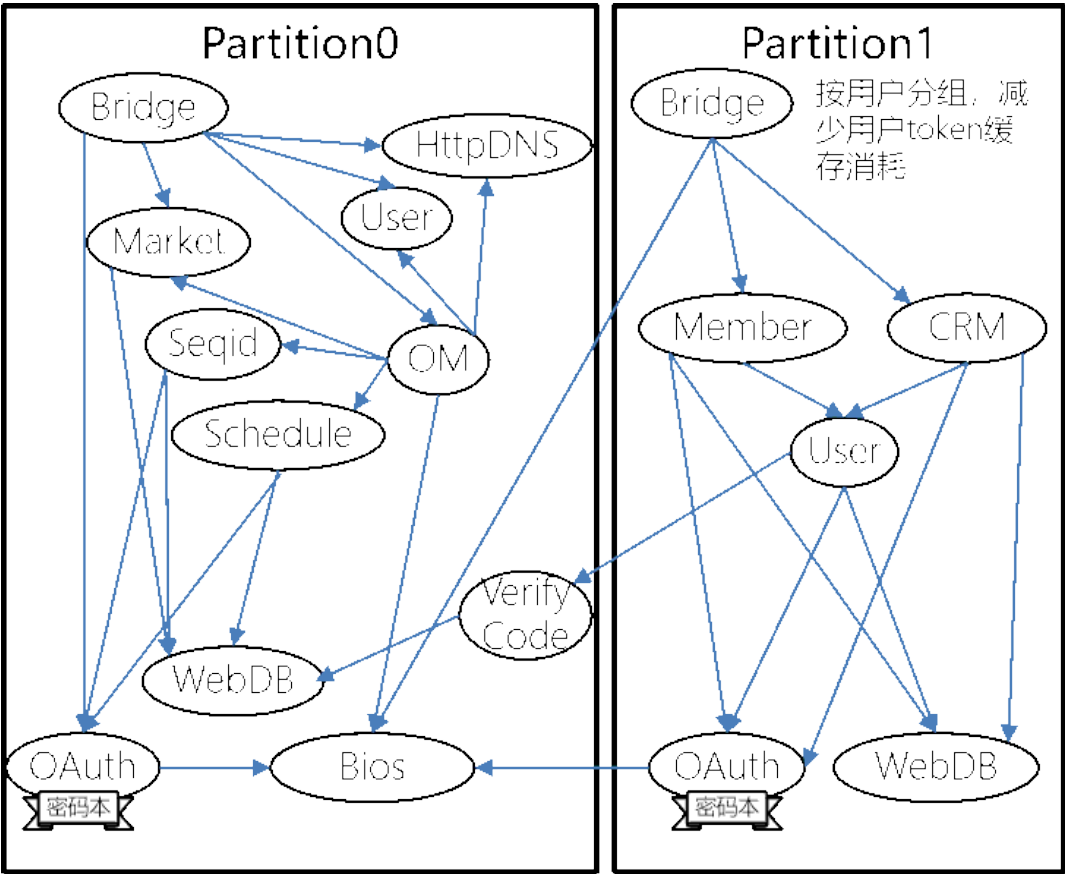 Partition0
Bridge
HttpDNS
User
Market
Seqid
OM
Schedule
Verify
Code
WebDB
OAuth
密码本
Bios
Partition1
Bridge
按用户分组，减
少用户token缓
存消耗
Member
CRM
User
OAuth
密码本
WebDB